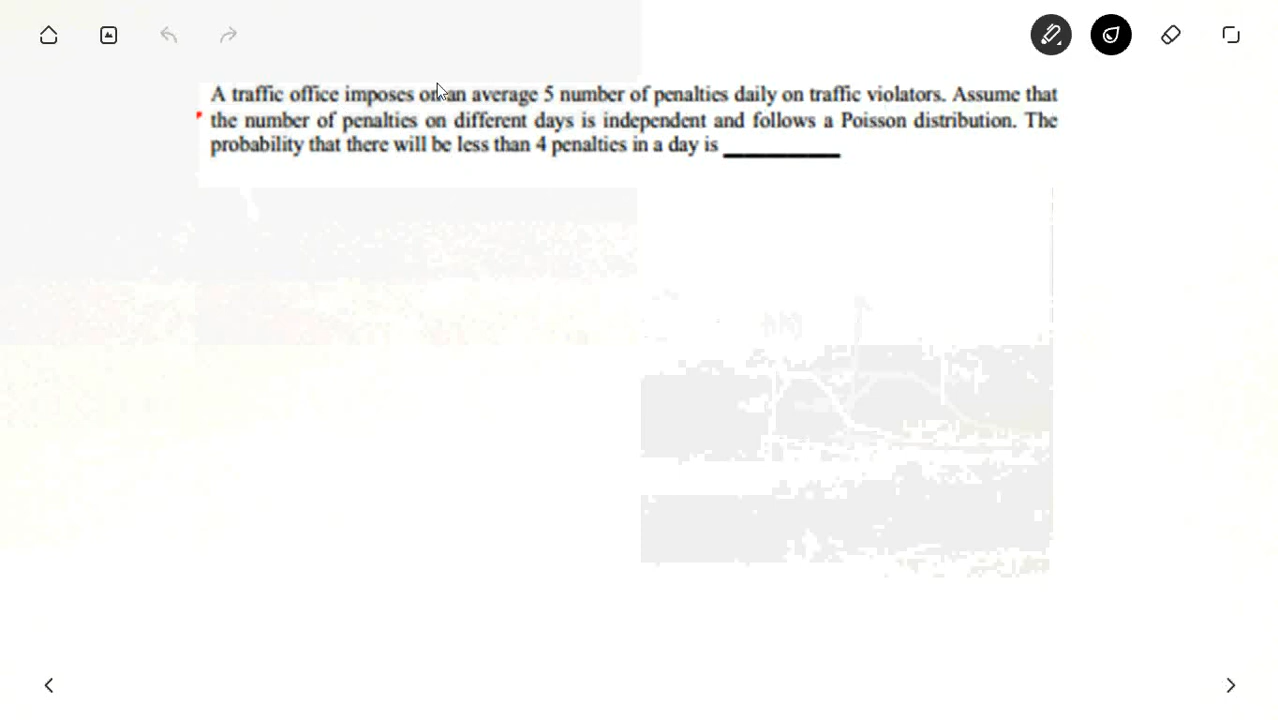 A traffic office imposes on an average 5 number of penalties daily on traffic violators. Assume that
the number of penalties on different days is independent and follows a Poisson distribution. The
probability that there will be less than 4 penalties in a day is __________